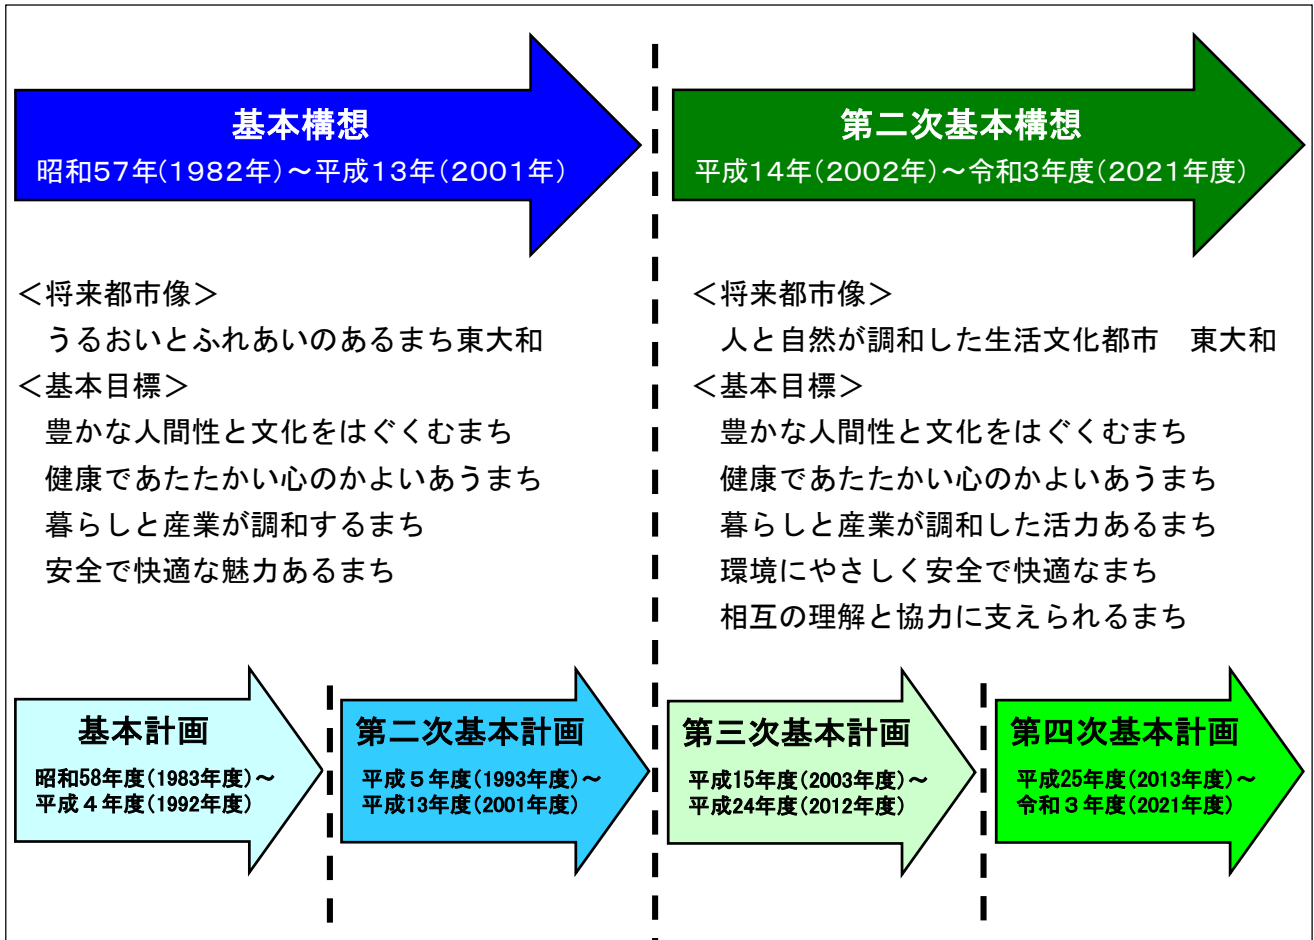 基本構想
昭和57年(1982年)～平成13年(2001年)
第二次基本構想
平成14年(2002年)～令和3年度(2021年度)
＜将来都市像＞
うるおいとふれあいのあるまち東大和
＜基本目標＞
豊かな人間性と文化をはぐくむまち
健康であたたかい心のかよいあうまち
暮らしと産業が調和するまち
安全で快適な魅力あるまち
＜将来都市像＞
人と自然が調和した生活文化都市　東大和
＜基本目標＞
豊かな人間性と文化をはぐくむまち
健康であたたかい心のかよいあうまち
暮らしと産業が調和した活力あるまち
環境にやさしく安全で快適なまち
相互の理解と協力に支えられるまち
基本計画
昭和58年度(1983年度)～
平成４年度(1992年度)
第二次基本計画
平成５年度(1993年度)～
平成13年度(2001年度)
第三次基本計画
平成15年度(2003年度)～
平成24年度(2012年度)
第四次基本計画
平成25年度(2013年度)～
令和３年度(2021年度)